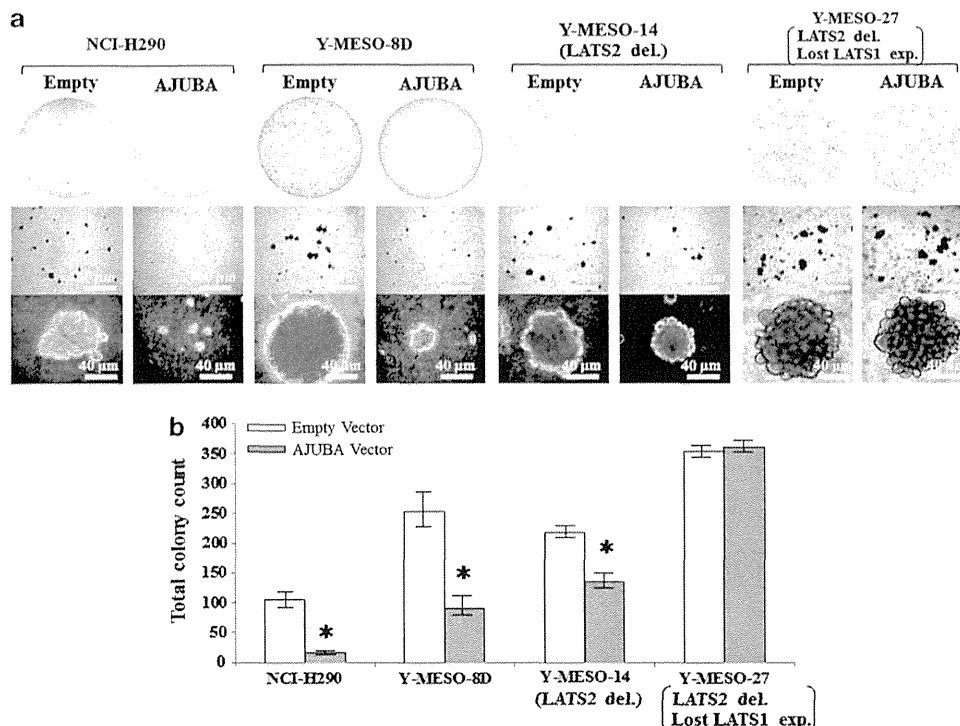 a
NCI-H290
Y-MESO-8D
Y-MESO-14
(LATS2 del.)
Y-MESO-27
LATS2 del.
Lost LATS1 exp.
Empty AJUBA Empty AJUBA Empty AJUBA Empty AJUBA
40 µm 40 µm 40 µm 40 µm 40 µm 40 µm 40 µm 40 µm
b
Empty Vector
AJUBA Vector
Total colony count
400
350
300
250
200
150
100
50
0
* * *
NCI-H290
Y-MESO-8D
Y-MESO-14
(LATS2 del.)
Y-MESO-27
LATS2 del.
Lost LATS1 exp.